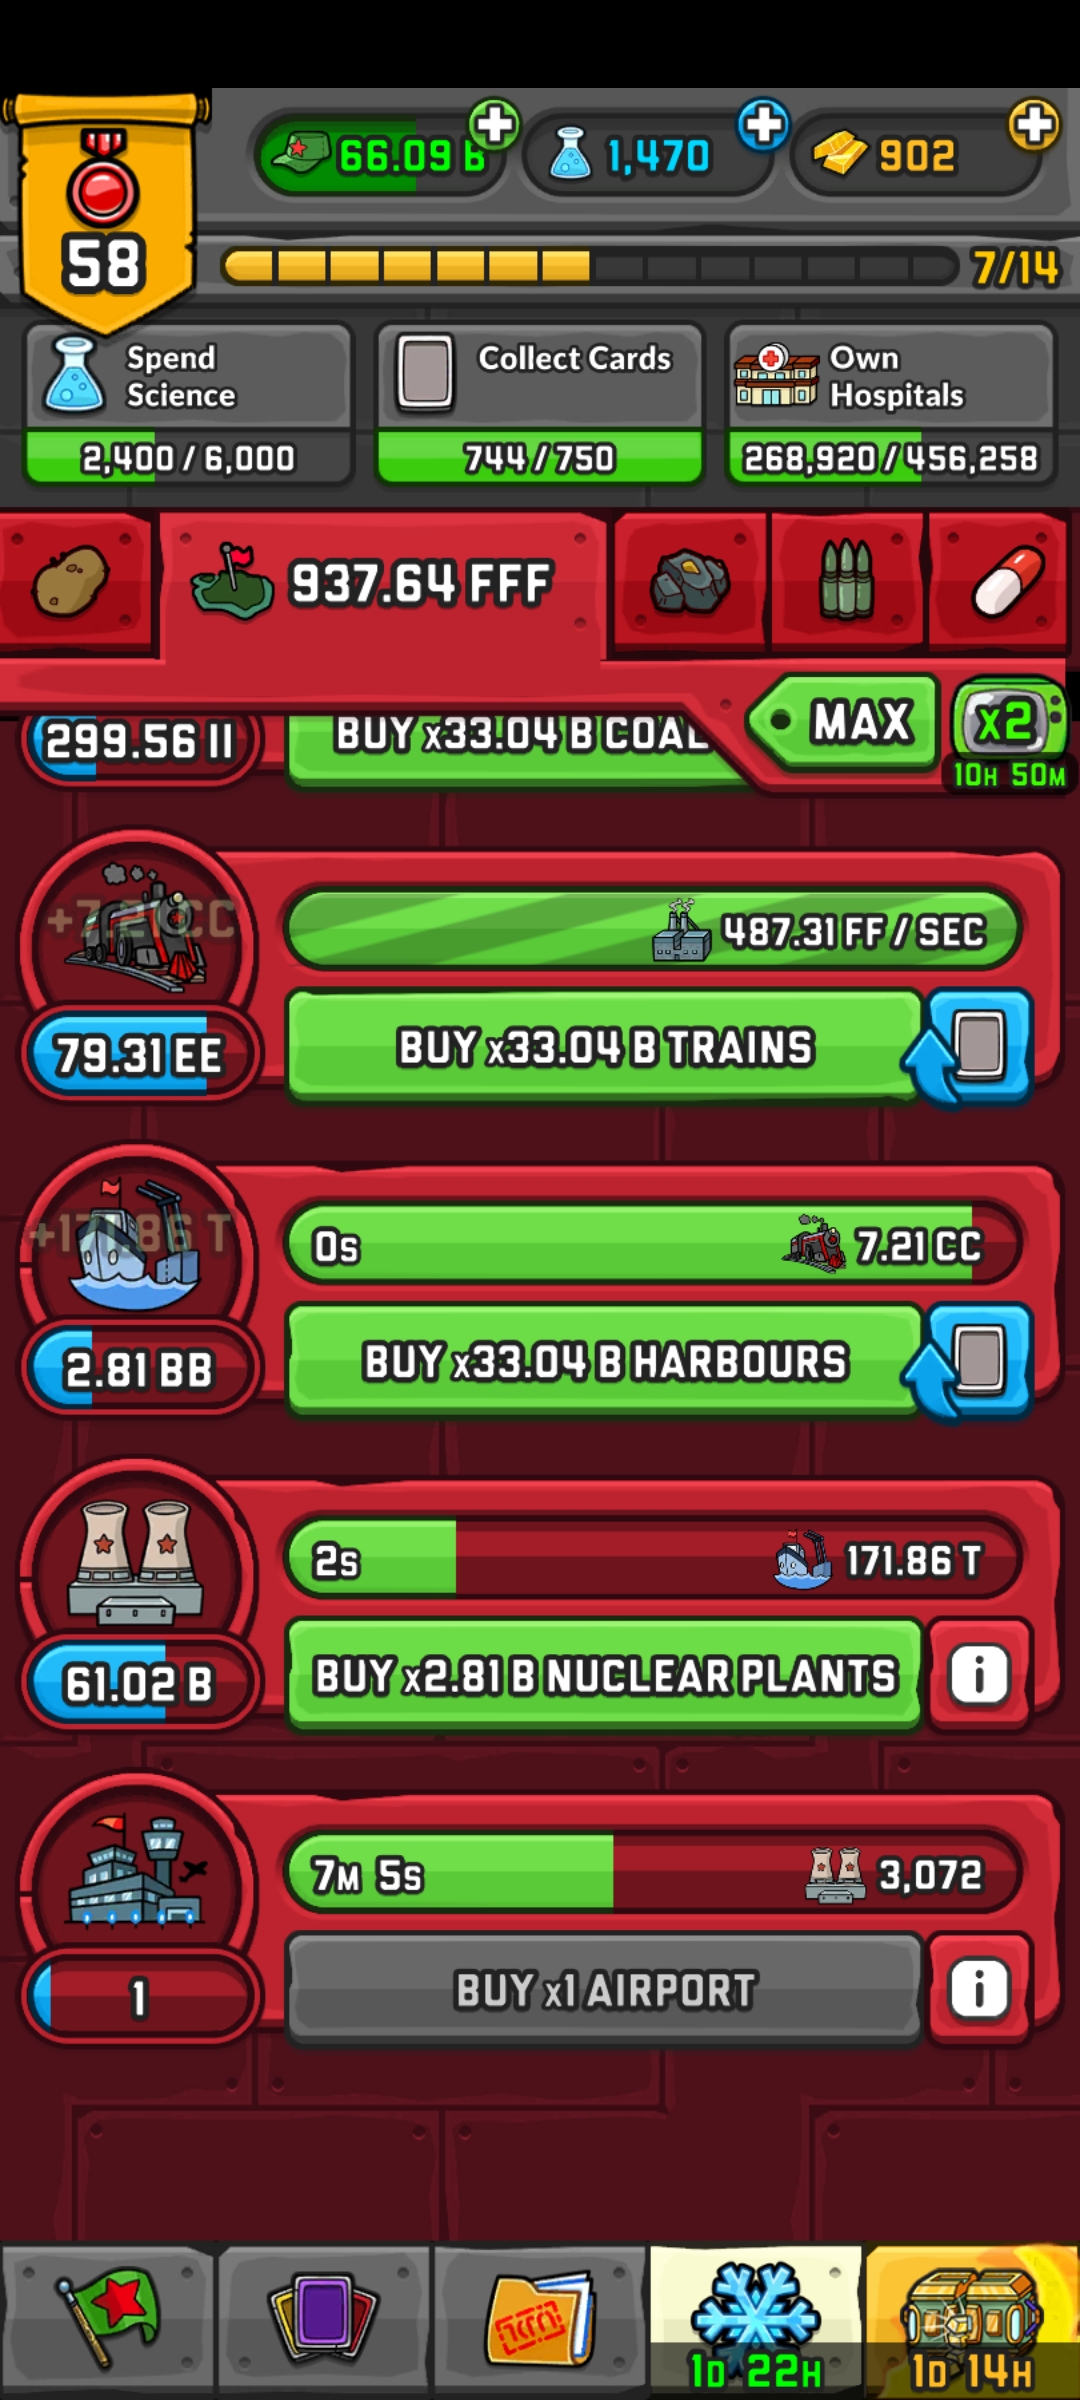 66.09 B
1,470
902
58
7/14
Spend
Science
2,400 / 6,000
Collect Cards
744 / 750
Own
Hospitals
268,920 / 456,258
937.64 FFF
MAX
x2
10H 50M
299.56 II
BUY x33.04 B COAL
+7.21 CC
487.31 FF / SEC
79.31 EE
BUY x33.04 B TRAINS
+171.86 T
0s
7.21 CC
2.81 BB
BUY x33.04 B HARBOURS
2s
171.86 T
61.02 B
BUY x2.81 B NUCLEAR PLANTS
i
7M 5s
3,072
1
BUY x1 AIRPORT
i
1D 22H
1D 14H